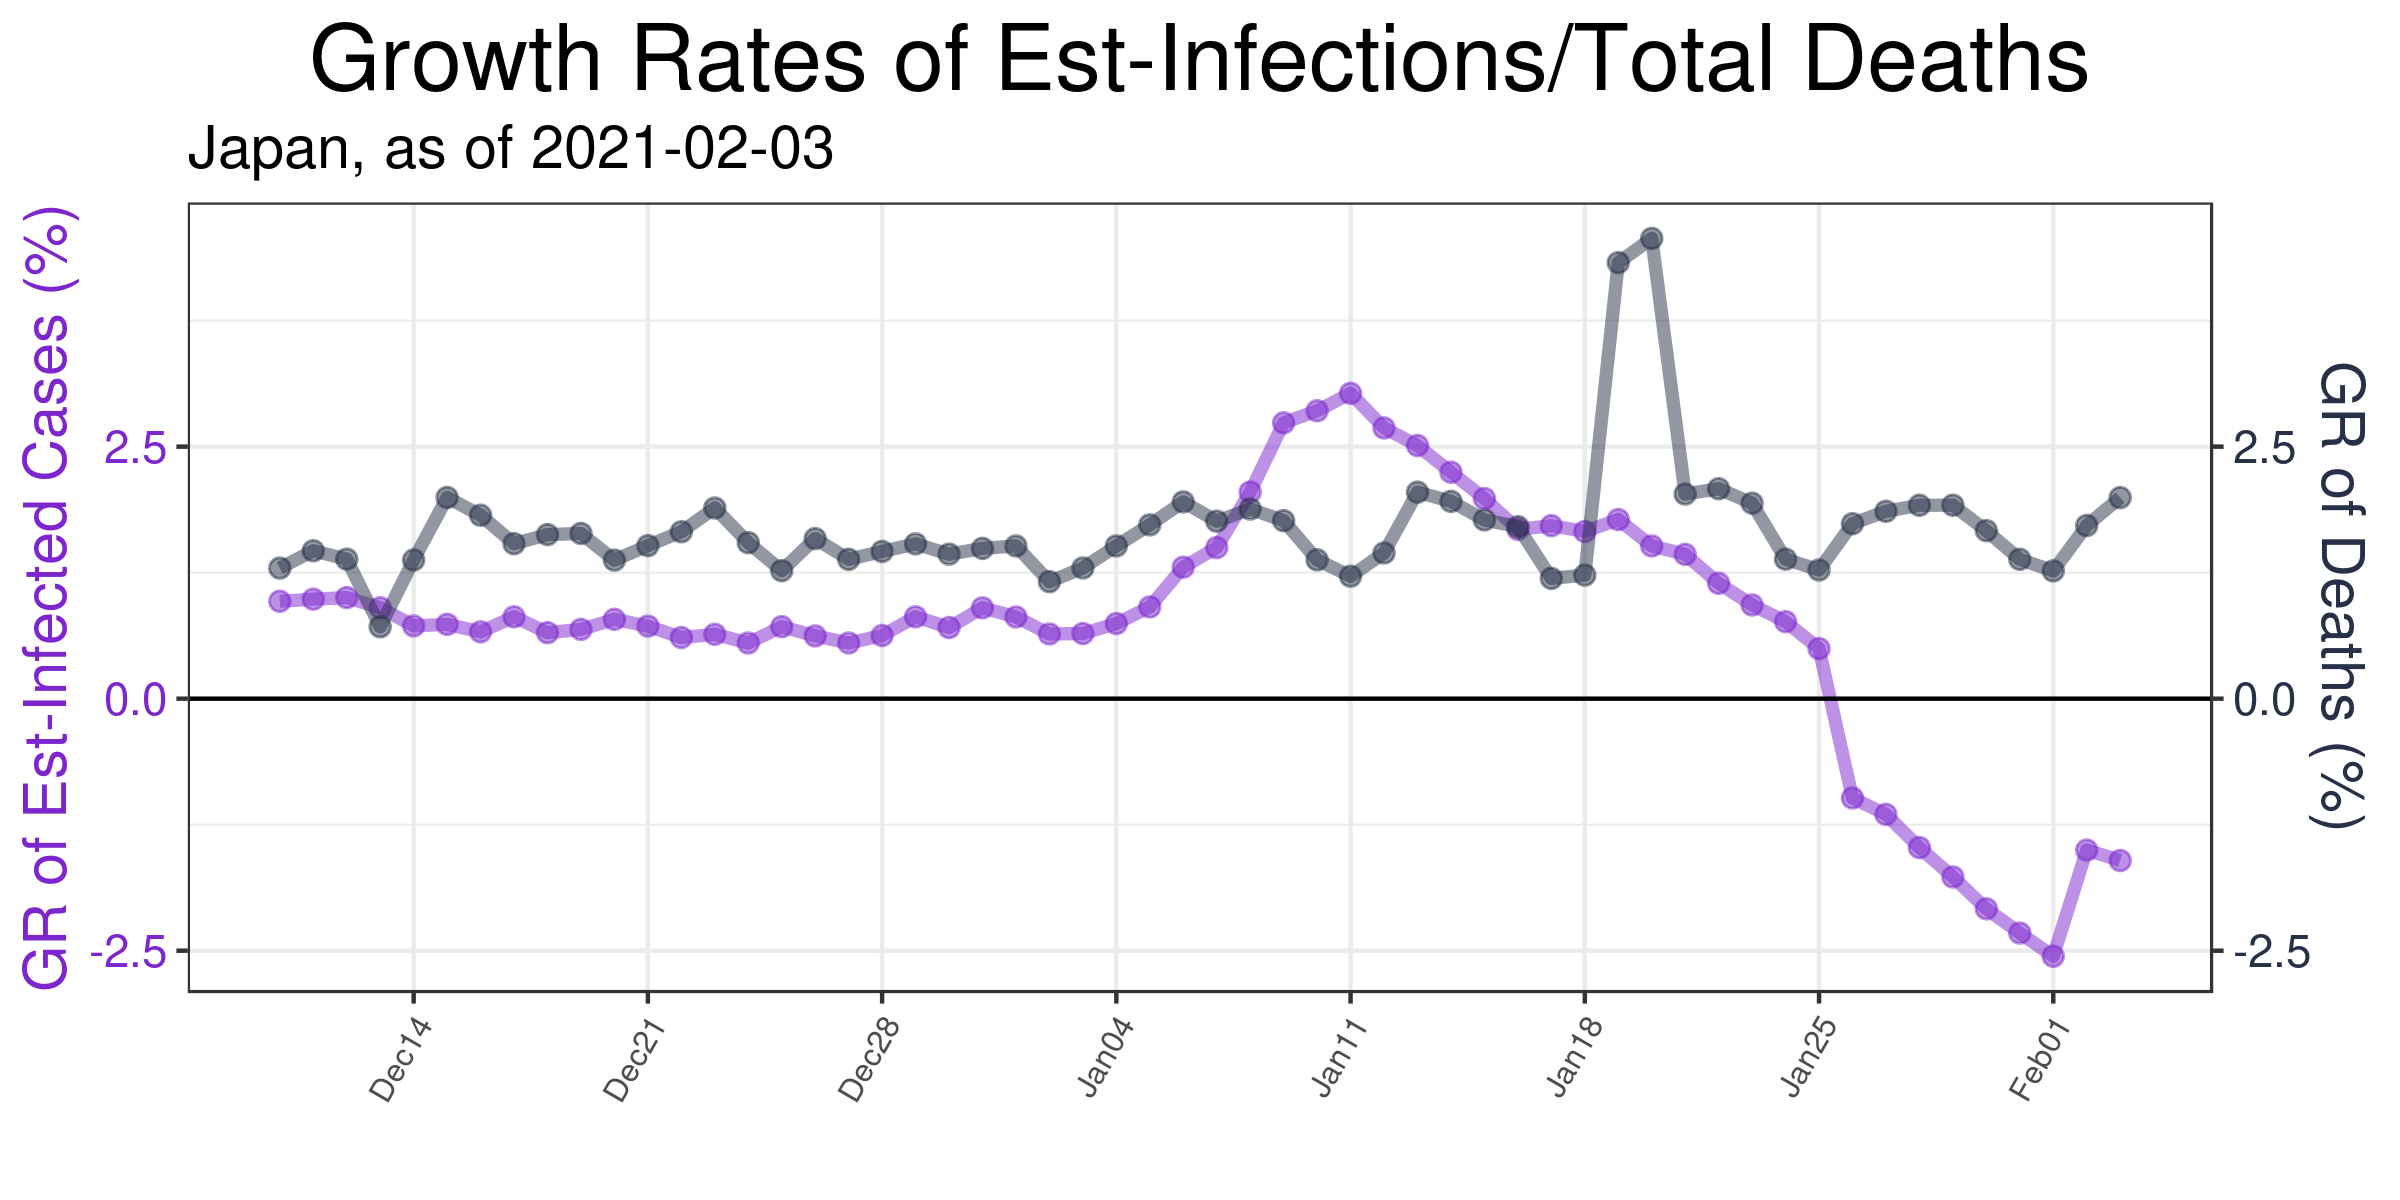 Growth Rates of Est-Infections/Total Deaths
Japan, as of 2021-02-03
GR of Est-Infected Cases (%)
2.5
0.0
-2.5
2.5
0.0
-2.5
GR of Deaths (%)
Dec14
Dec21
Dec28
Jan04
Jan11
Jan18
Jan25
Feb01